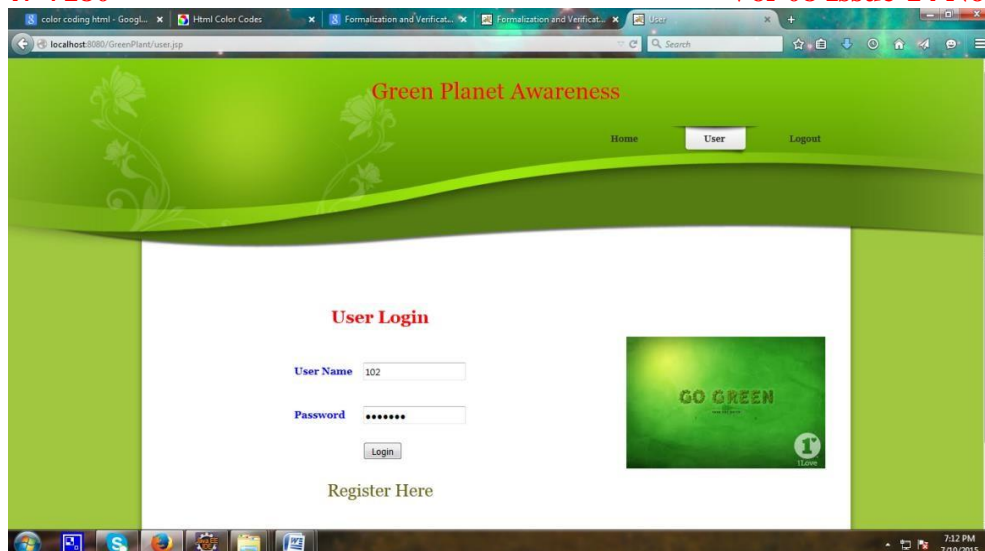 color coding html - Googl...
Html Color Codes
Formalization and Verificat...
Formalization and Verificat...
User
localhost:8080/GreenPlant/user.jsp
Search
Green Planet Awareness
Home
User
Logout
User Login
User Name
102
Password
Login
Register Here
GO GREEN
1
1Love
7:12 PM